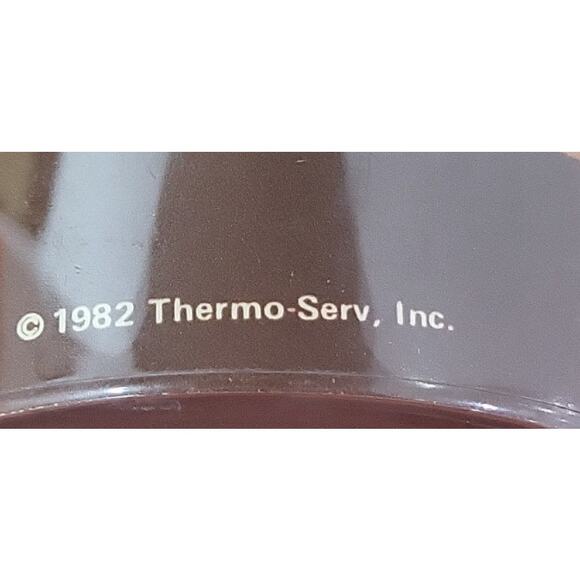 © 1982 Thermo-Serv, Inc.